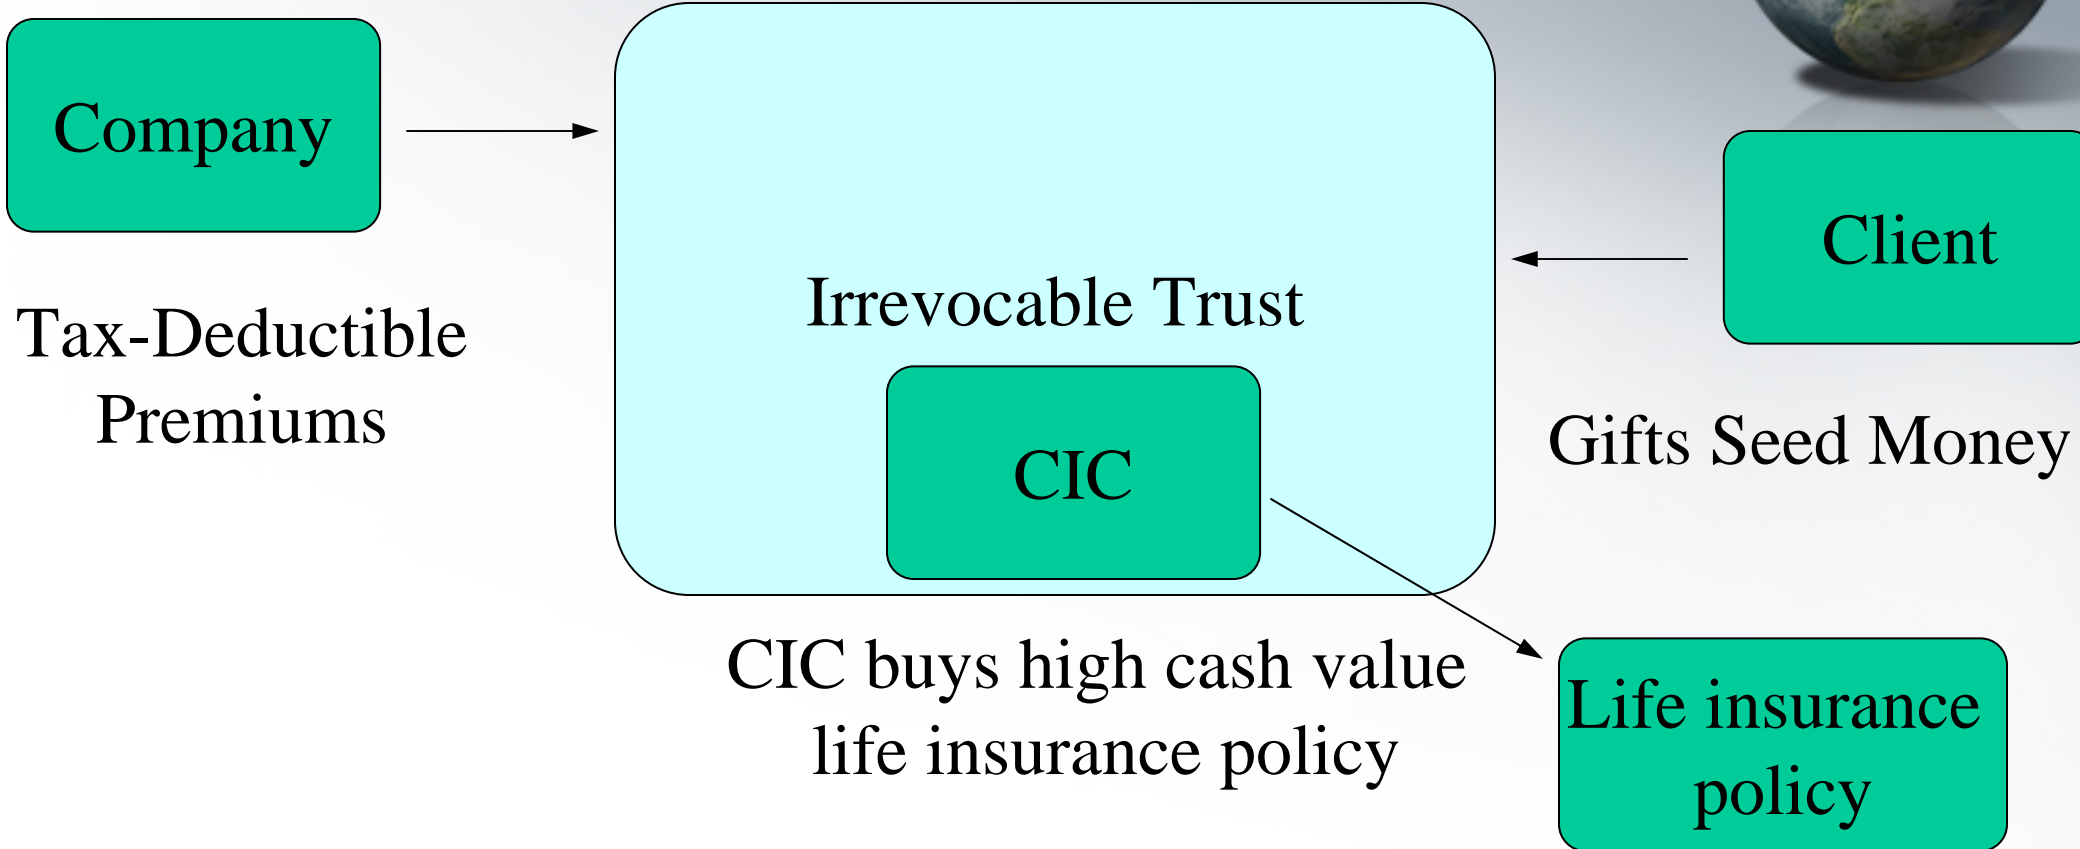 Company
Tax-Deductible
Premiums
Irrevocable Trust
CIC
CIC buys high cash value
life insurance policy
Client
Gifts Seed Money
Life insurance
policy